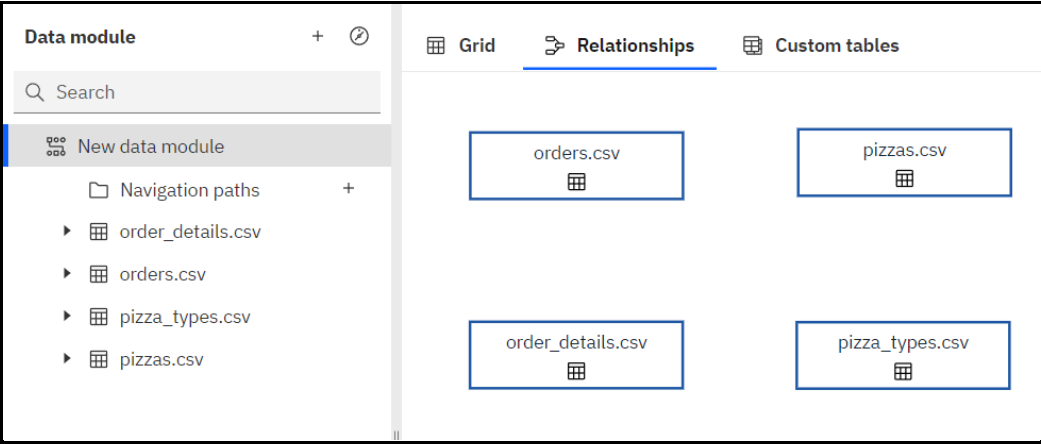 Data module
Search
New data module
Navigation paths
order_details.csv
orders.csv
pizza_types.csv
pizzas.csv
Grid
Relationships
Custom tables
orders.csv
pizzas.csv
order_details.csv
pizza_types.csv